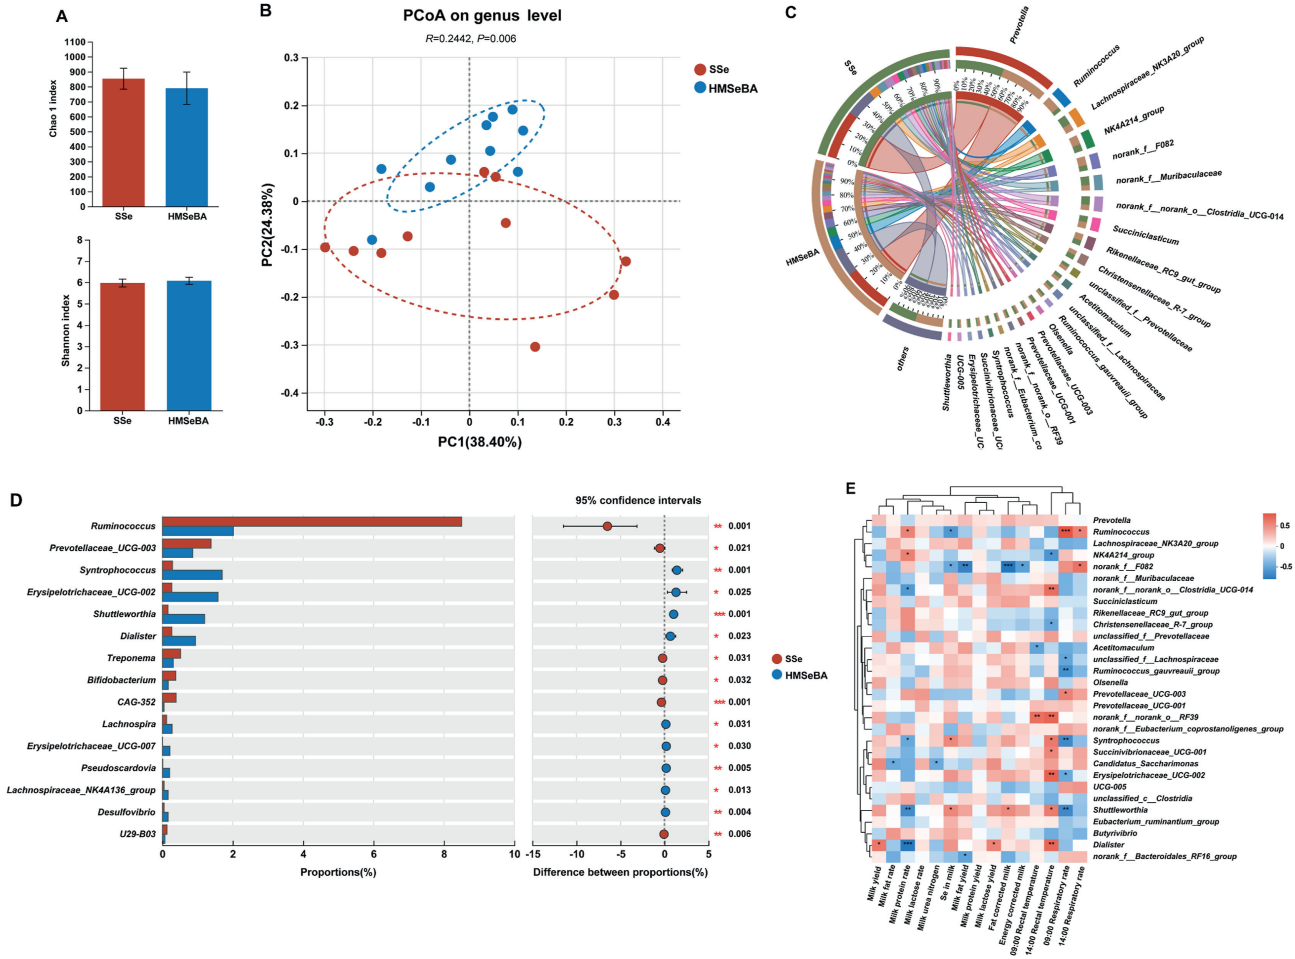 A
Chao 1 index
1100
1000
900
800
700
600
500
400
300
200
100
0
SSe
HMSeBA
Shannon index
8
7
6
5
4
3
2
1
0
SSe
HMSeBA
B
PCoA on genus level
R=0.2442, P=0.006
SSe
HMSeBA
PC2(24.38%)
0.3
0.2
0.1
0
-0.1
-0.2
-0.3
-0.4
-0.3
-0.2
-0.1
0
0.1
0.2
0.3
0.4
PC1(38.40%)
C
SSe
HMSeBA
Prevotella
Ruminococcus
Lachnospiraceae_NK3A20_group
NK4A214_group
norank_f__F082
norank_f__Muribaculaceae
norank_f__norank_o__Clostridia_UCG-014
Succiniclasticum
Rikenellaceae_RC9_gut_group
Christensenellaceae_R-7_group
unclassified_f__Prevotellaceae
Acetitomaculum
unclassified_f__Lachnospiraceae
Ruminococcus_gauvreauii_group
Olsenella
Prevotellaceae_UCG-003
Prevotellaceae_UCG-001
norank_f__norank_o__RF39
norank_f__Eubacterium_co
Syntrophococcus
Succinivibrionaceae_UC
Erysipelotrichaceae_UC
UCG-005
Shuttleworthia
others
D
95% confidence intervals
Ruminococcus ** 0.001
Prevotellaceae_UCG-003 * 0.021
Syntrophococcus ** 0.001
Erysipelotrichaceae_UCG-002 * 0.025
Shuttleworthia *** 0.001
Dialister * 0.023
Treponema * 0.031
Bifidobacterium * 0.032
CAG-352 *** 0.001
Lachnospira * 0.031
Erysipelotrichaceae_UCG-007 * 0.030
Pseudoscardovia ** 0.005
Lachnospiraceae_NK4A136_group * 0.013
Desulfovibrio ** 0.004
U29-B03 ** 0.006
0 2 4 6 8 10
Proportions(%)
-15 -10 -5 0 5
Difference between proportions(%)
SSe
HMSeBA
E
Prevotella
Ruminococcus
Lachnospiraceae_NK3A20_group
NK4A214_group
norank_f__F082
norank_f__Muribaculaceae
norank_f__norank_o__Clostridia_UCG-014
Succiniclasticum
Rikenellaceae_RC9_gut_group
Christensenellaceae_R-7_group
unclassified_f__Prevotellaceae
Acetitomaculum
unclassified_f__Lachnospiraceae
Ruminococcus_gauvreauii_group
Olsenella
Prevotellaceae_UCG-003
Prevotellaceae_UCG-001
norank_f__norank_o__RF39
norank_f__Eubacterium_coprostanoligenes_group
Syntrophococcus
Succinivibrionaceae_UCG-001
Candidatus_Saccharimonas
Erysipelotrichaceae_UCG-002
UCG-005
unclassified_c__Clostridia
Shuttleworthia
Eubacterium_ruminantium_group
Butyrivibrio
Dialister
norank_f__Bacteroidales_RF16_group
Milk yield
Milk fat rate
Milk protein rate
Milk lactose rate
Milk urea nitrogen
Se in milk
Milk fat yield
Milk protein yield
Milk lactose yield
Fat corrected milk
Energy corrected milk
09:00 Rectal temperature
14:00 Rectal temperature
09:00 Respiratory rate
14:00 Respiratory rate
0.5
0
-0.5